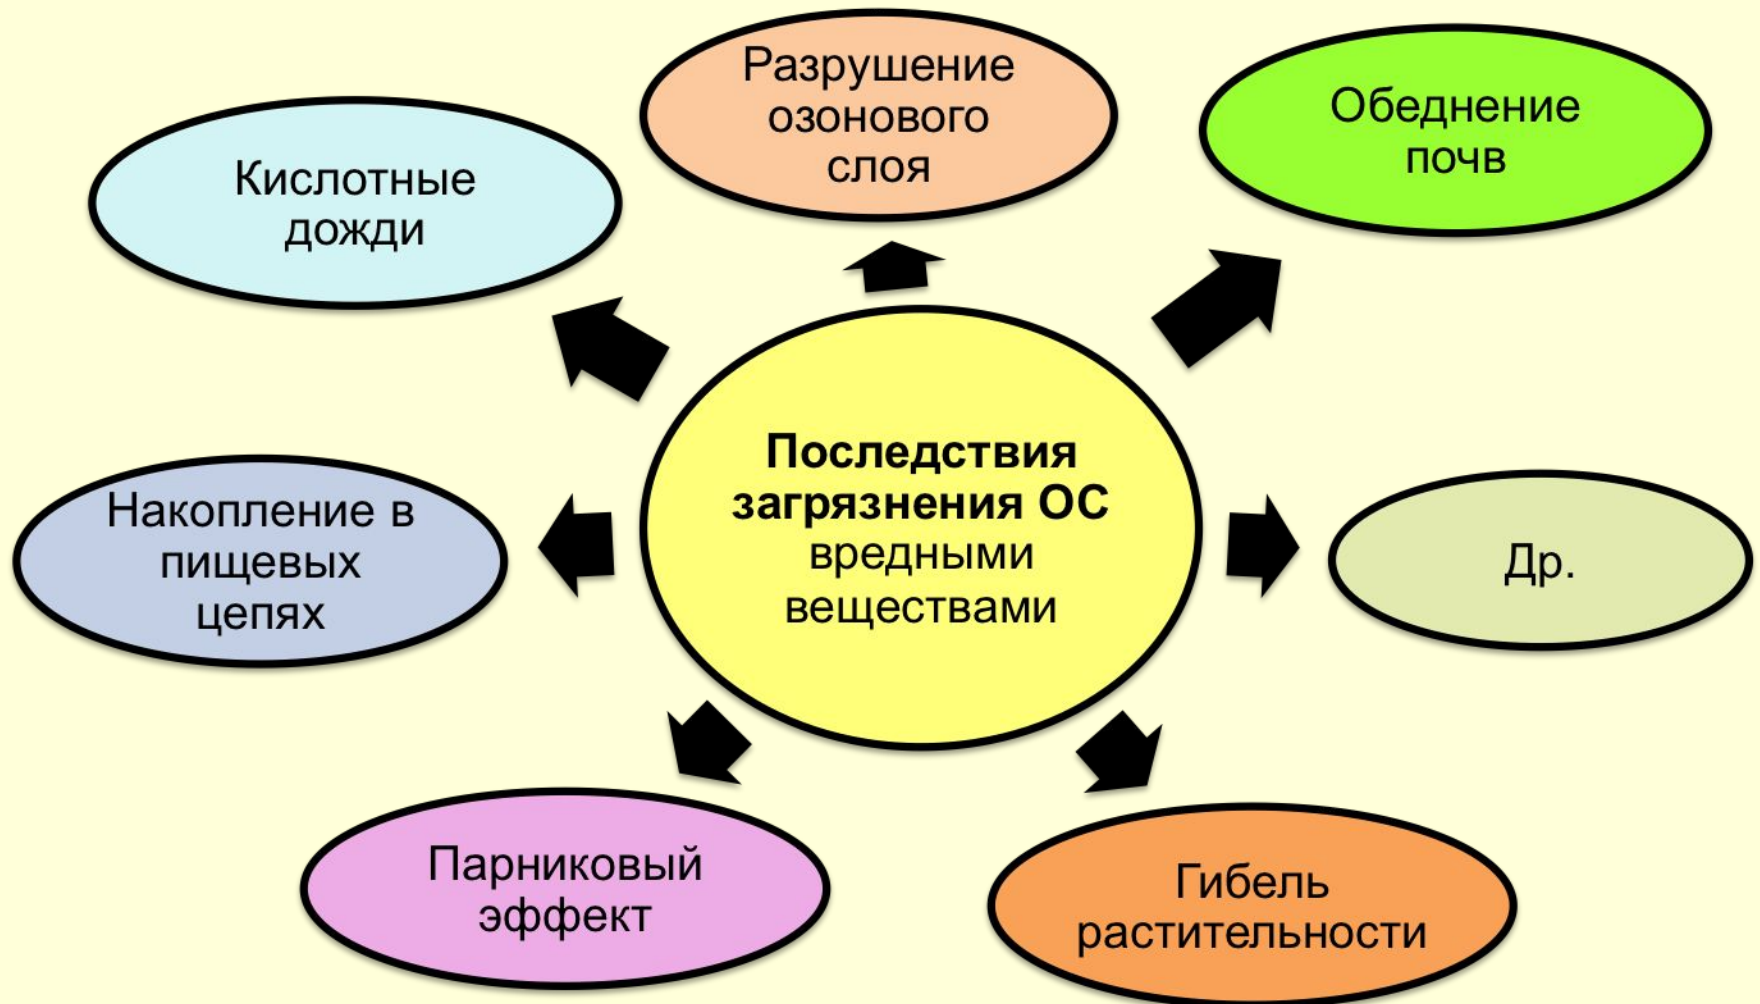 Разрушение
озонового
слоя
Обеднение
почв
Кислотные
дожди
Последствия
загрязнения ОС
вредными
веществами
Накопление в
пищевых
цепях
Др.
Парниковый
эффект
Гибель
растительности